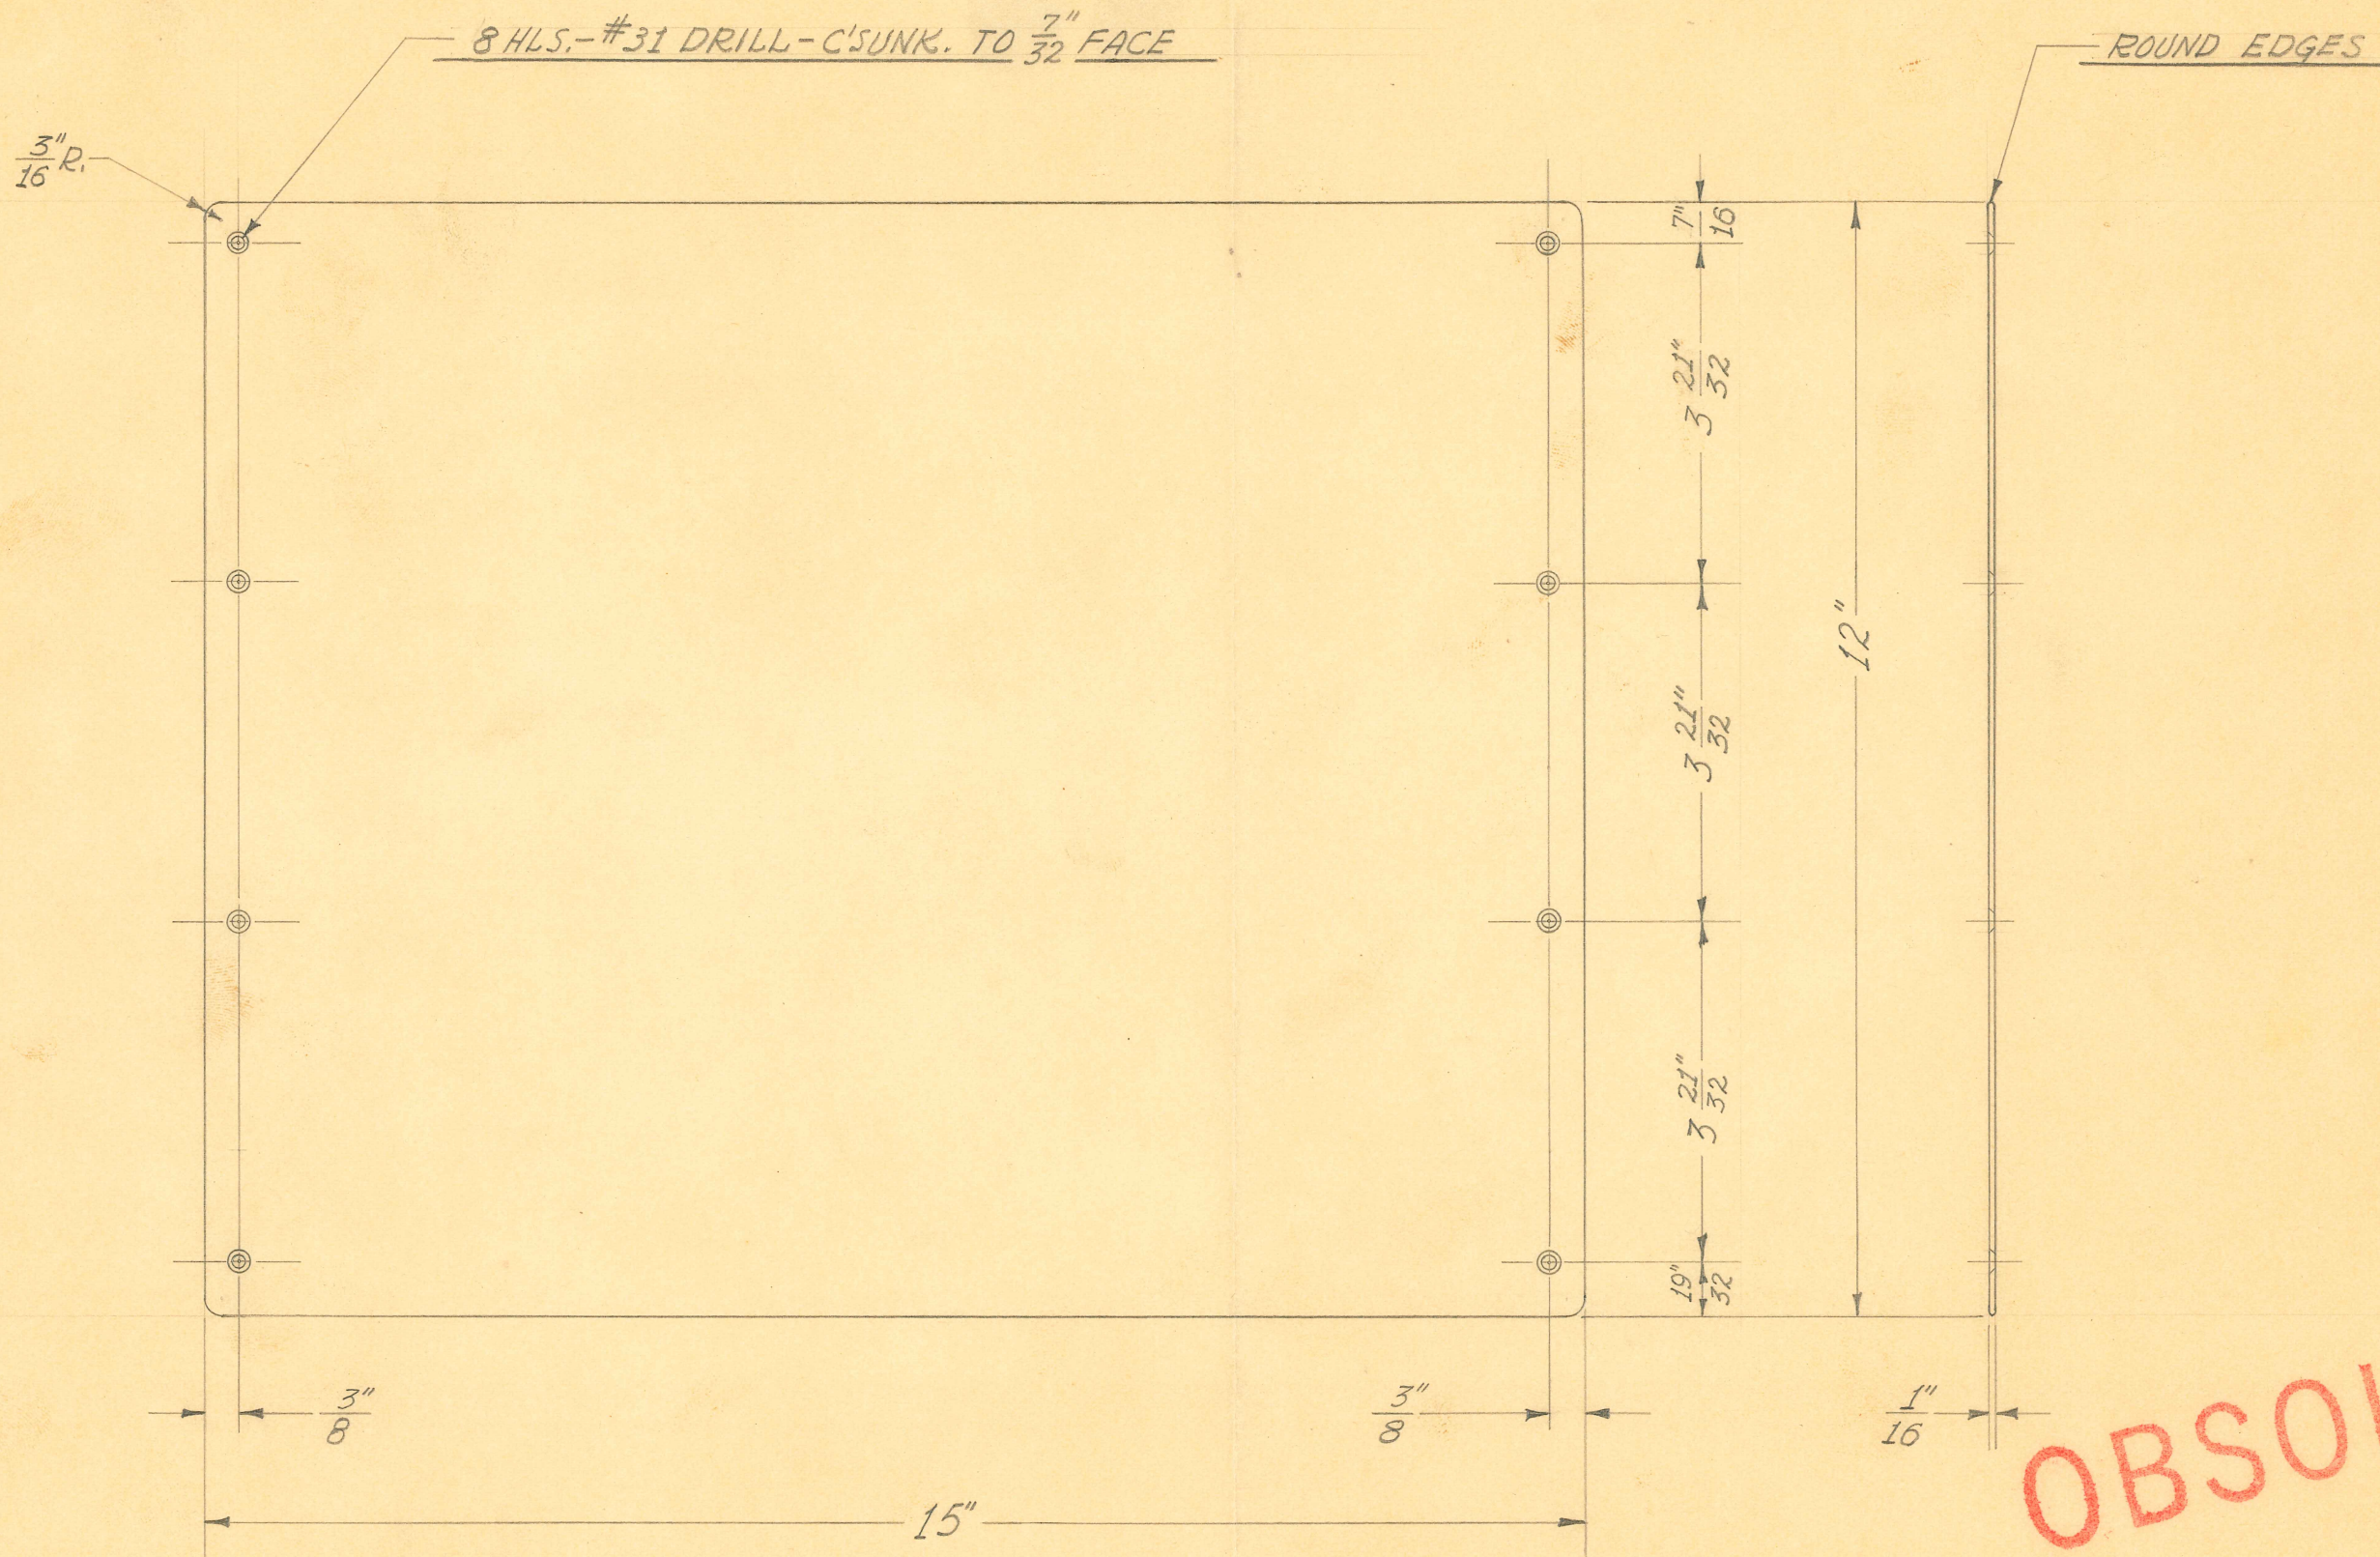 8 HLS.-#31 DRILL-C'SUNK. TO 7/32" FACE
ROUND EDGES
3/16" R.
7/16"
3 21/32"
12"
3 21/32"
3 21/32"
19/32"
3/8"
3/8"
1/16"
15"
OBSOL